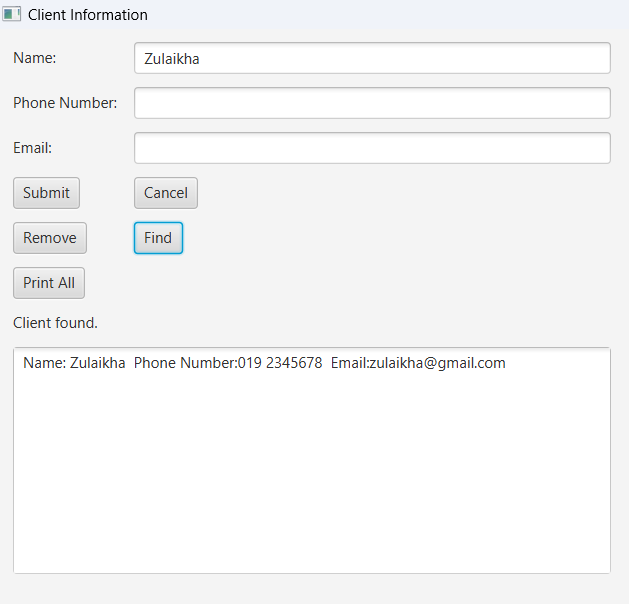 Client Information
Name: Zulaikha
Phone Number:
Email:
Submit Cancel
Remove Find
Print All
Client found.
Name: Zulaikha  Phone Number:019 2345678  Email:zulaikha@gmail.com